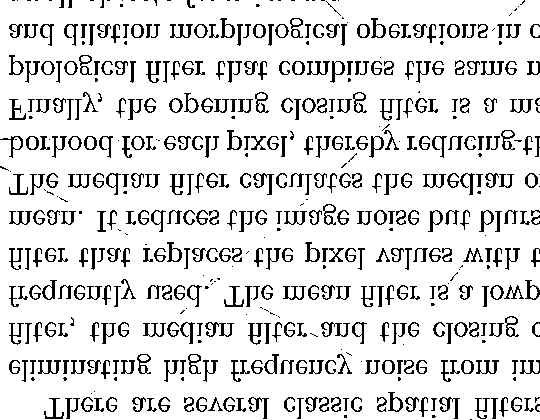 There are several classic spatial filters
eliminating high frequency noise from im
filter, the median filter and the closing o
frequently used. The mean filter is a lowp
filter that replaces the pixel values with t
mean. It reduces the image noise but blurs
The median filter calculates the median o
borhood for each pixel, thereby reducing th
Finally, the opening closing filter is a ma
phological filter that combines the same n
and dilation morphological operations in o